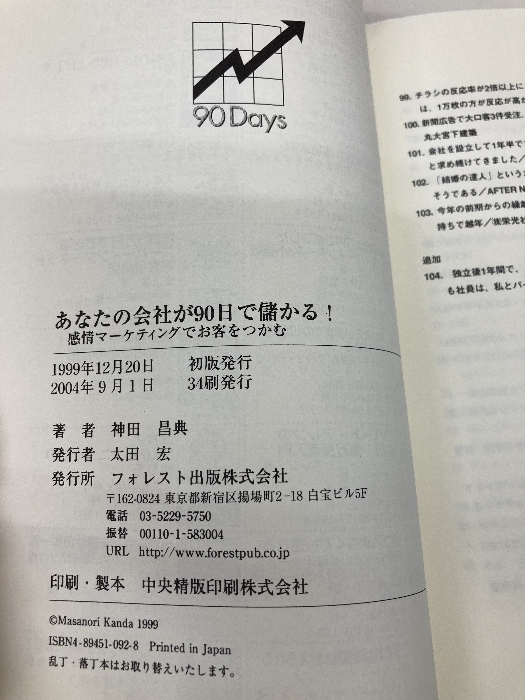 90 Days
あなたの会社が90日で儲かる!
感情マーケティングでお客をつかむ
1999年12月20日　初版発行
2004年9月1日　34刷発行
著　者　神田　昌典
発行者　太田　宏
発行所　フォレスト出版株式会社
〒162-0824 東京都新宿区揚場町2-18 白宝ビル5F
電話　03-5229-5750
振替　00110-1-583004
URL　http://www.forestpub.co.jp
印刷・製本　中央精版印刷株式会社
©Masanori Kanda 1999
ISBN4-89451-092-8　Printed in Japan
乱丁・落丁本はお取り替えいたします。
99. チラシの反応率が2倍以上に
は、1万枚の方が反応が高
100. 新聞広告で大口客3件受注。
丸大宮下建築
101. 会社を設立して1年半で
と求め続けてきました／
102. 「結婚の達人」という
そうである／AFTER N
103. 今年の前期からの繰越
持ちで越年／㈱栄光社
追加
104. 独立後1年間で、
も社員は、私とパー